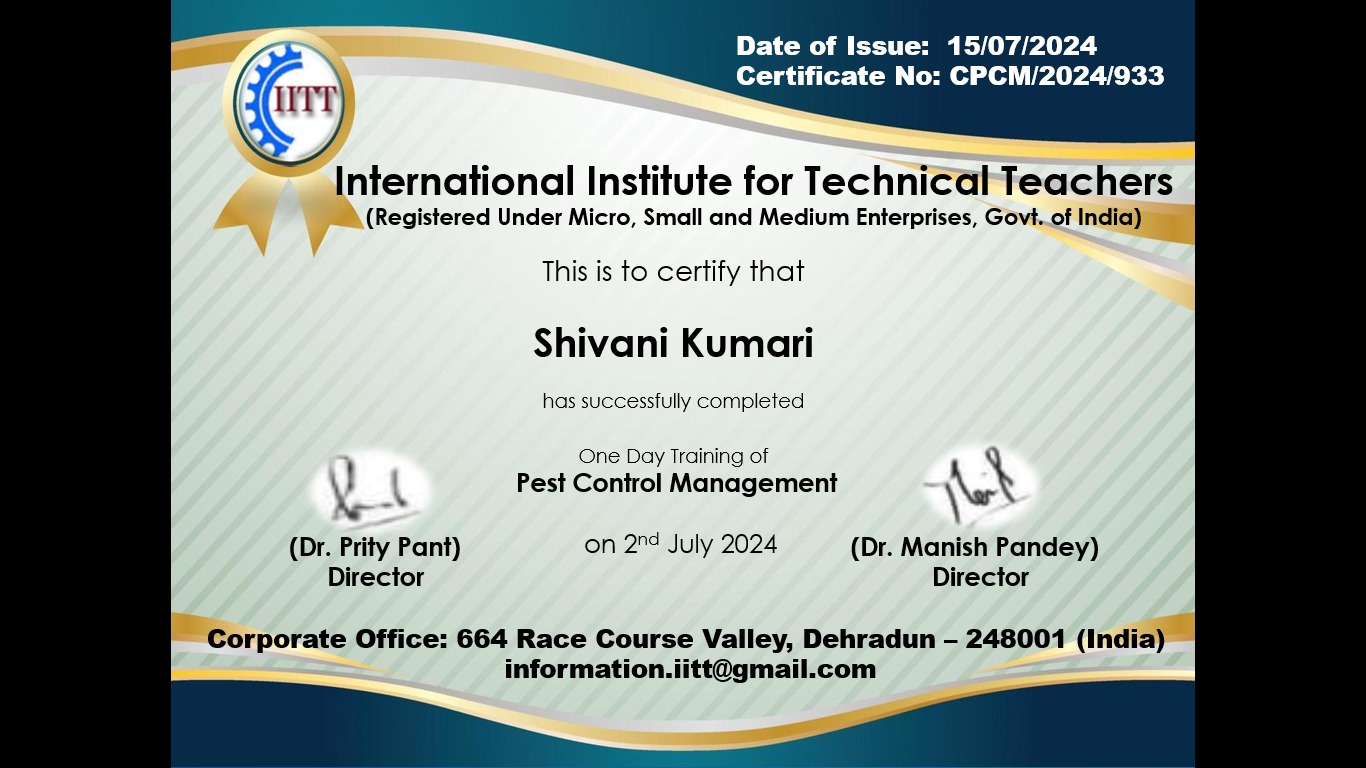 Date of Issue: 15/07/2024
Certificate No: CPCM/2024/933
IITT
International Institute for Technical Teachers
(Registered Under Micro, Small and Medium Enterprises, Govt. of India)
This is to certify that
Shivani Kumari
has successfully completed
One Day Training of
Pest Control Management
on 2nd July 2024
(Dr. Prity Pant)
Director
(Dr. Manish Pandey)
Director
Corporate Office: 664 Race Course Valley, Dehradun – 248001 (India)
information.iitt@gmail.com